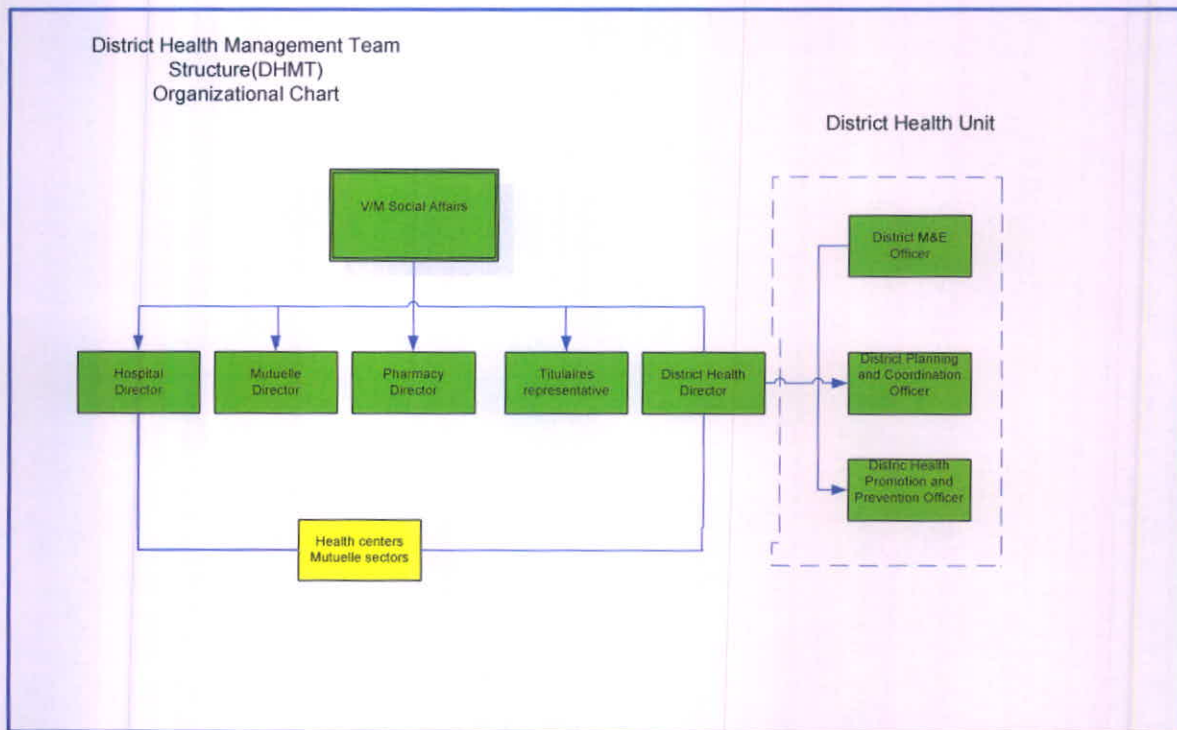 District Health Management Team
Structure(DHMT)
Organizational Chart
District Health Unit
V/M Social Affairs
District M&E
Officer
Hospital
Director
Mutuelle
Director
Pharmacy
Director
Titulaires
representative
District Health
Director
District Planning
and Coordination
Officer
Distric Health
Promotion and
Prevention Officer
Health centers
Mutuelle sectors